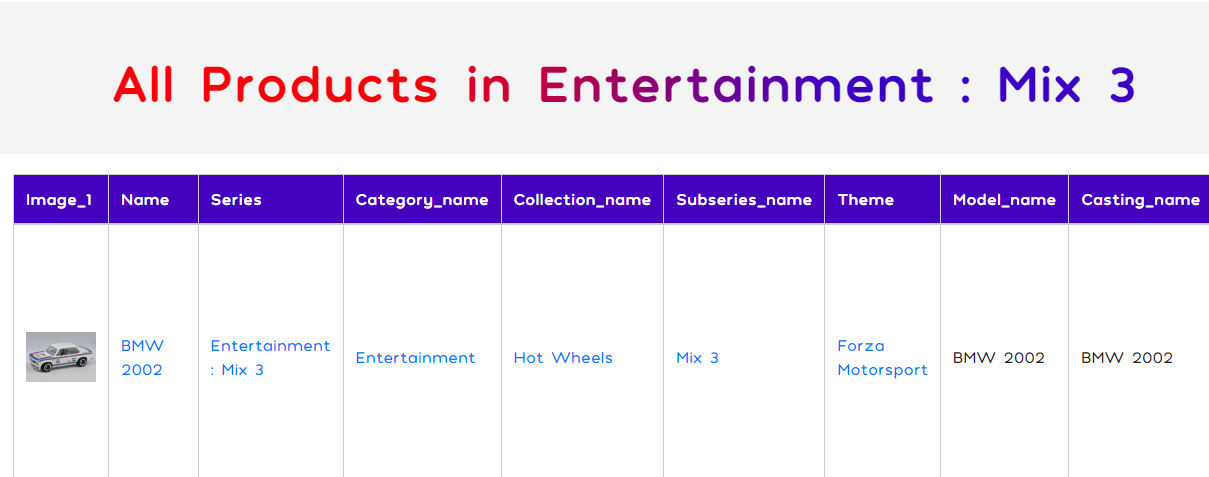 All Products in Entertainment : Mix 3
Image_1 Name Series Category_name Collection_name Subseries_name Theme Model_name Casting_name
BMW 2002 Entertainment : Mix 3 Entertainment Hot Wheels Mix 3 Forza Motorsport BMW 2002 BMW 2002